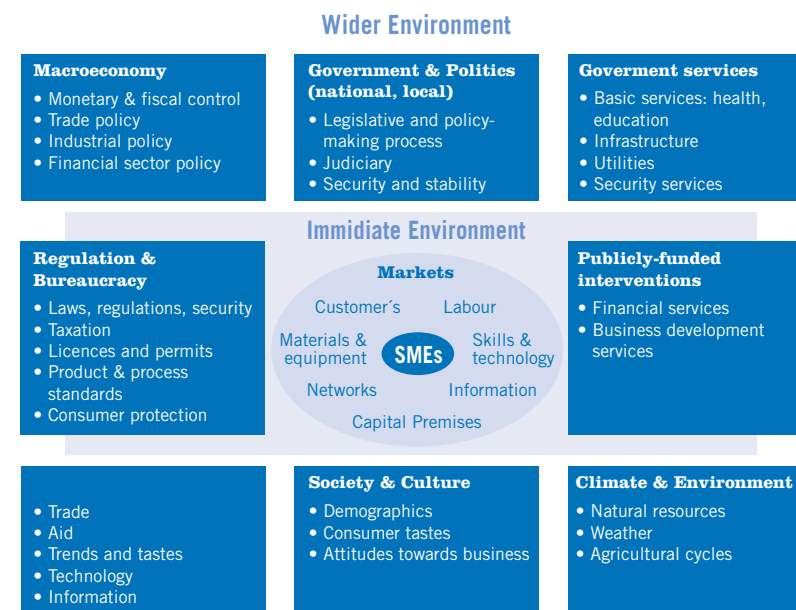 Wider Environment
Macroeconomy
• Monetary & fiscal control
• Trade policy
• Industrial policy
• Financial sector policy
Government & Politics
(national, local)
• Legislative and policy-
making process
• Judiciary
• Security and stability
Goverment services
• Basic services: health,
education
• Infrastructure
• Utilities
• Security services
Immidiate Environment
Regulation &
Bureaucracy
• Laws, regulations, security
• Taxation
• Licences and permits
• Product & process
standards
• Consumer protection
Markets
Customer´s
Labour
Materials &
equipment
SMEs
Skills &
technology
Networks
Information
Capital Premises
Publicly-funded
interventions
• Financial services
• Business development
services
• Trade
• Aid
• Trends and tastes
• Technology
• Information
Society & Culture
• Demographics
• Consumer tastes
• Attitudes towards business
Climate & Environment
• Natural resources
• Weather
• Agricultural cycles